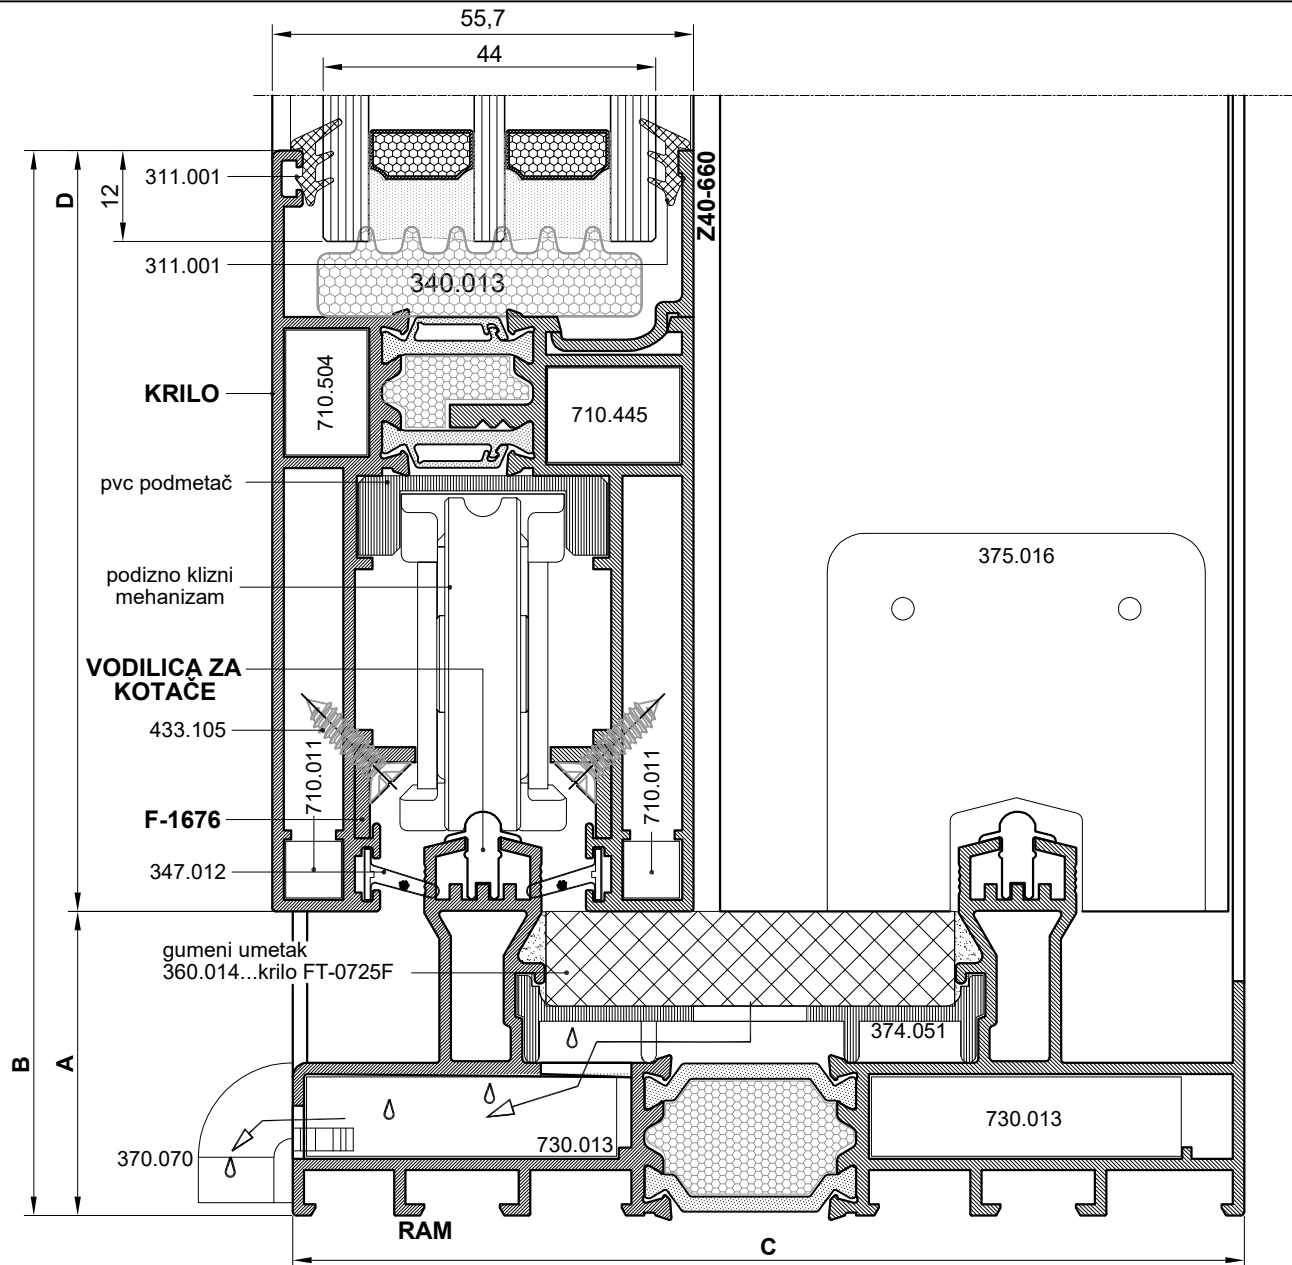 55,7
44
311.001
12
D
Z40-660
311.001
340.013
KRILO
710.504
710.445
pvc podmetač
375.016
podizno klizni
mehanizam
VODILICA ZA
KOTAČE
433.105
710.011
710.011
F-1676
347.012
gumeni umetak
360.014...krilo FT-0725F
374.051
B
A
730.013
730.013
370.070
RAM
C